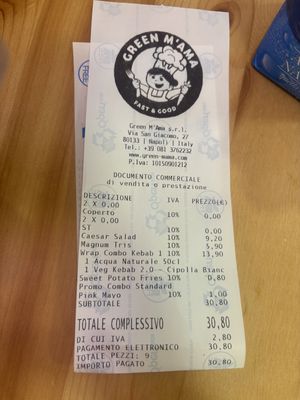 GREEN M'AMA
FAST & GOOD
Green M'Ama s.r.l.
Via San Giacomo, 27
80133 ( Napoli ) Italy
Tel.: +39 081 3762232
www.green-mama.com
P.Iva: 10150901212
DOCUMENTO COMMERCIALE
di vendita o prestazione
DESCRIZIONE IVA PREZZO(€)
2 X 0,00
Coperto 10% 0,00
2 X 0,00
ST 10% 0,00
Caesar Salad 10% 9,20
Magnum Tris 10% 5,90
Wrap Combo Kebab 1 10% 13,90
1 Acqua Naturale 50cl
1 Veg Kebab 2.0 - Cipolla Bianc
Sweet Potato Fries 10% 0,80
Promo Combo Standard
Pink Mayo 10% 1,00
SUBTOTALE 30,80
TOTALE COMPLESSIVO 30,80
DI CUI IVA 2,80
PAGAMENTO ELETTRONICO 30,80
TOTALE PEZZI: 9
IMPORTO PAGATO 30,80